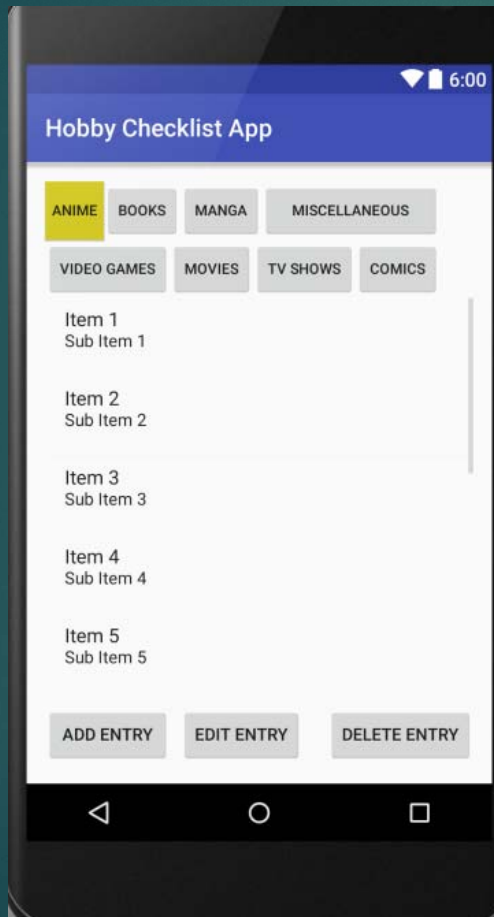 6:00
Hobby Checklist App
ANIME BOOKS MANGA MISCELLANEOUS
VIDEO GAMES MOVIES TV SHOWS COMICS
Item 1
Sub Item 1
Item 2
Sub Item 2
Item 3
Sub Item 3
Item 4
Sub Item 4
Item 5
Sub Item 5
ADD ENTRY EDIT ENTRY DELETE ENTRY